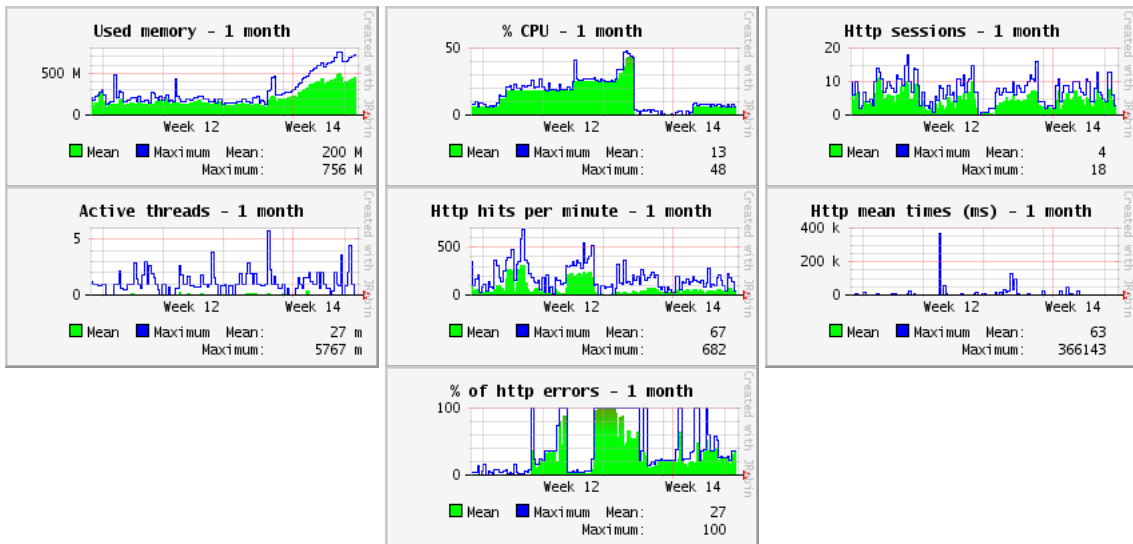 Used memory - 1 month
500 M
0
Week 12 Week 14
Mean Maximum Mean: 200 M
Maximum: 756 M
Created with JRobin
% CPU - 1 month
50
0
Week 12 Week 14
Mean Maximum Mean: 13
Maximum: 48
Created with JRobin
Http sessions - 1 month
20
10
0
Week 12 Week 14
Mean Maximum Mean: 4
Maximum: 18
Created with JRobin
Active threads - 1 month
5
0
Week 12 Week 14
Mean Maximum Mean: 27 m
Maximum: 5767 m
Created with JRobin
Http hits per minute - 1 month
500
0
Week 12 Week 14
Mean Maximum Mean: 67
Maximum: 682
Created with JRobin
Http mean times (ms) - 1 month
400 k
200 k
0
Week 12 Week 14
Mean Maximum Mean: 63
Maximum: 366143
Created with JRobin
% of http errors - 1 month
100
0
Week 12 Week 14
Mean Maximum Mean: 27
Maximum: 100
Created with JRobin